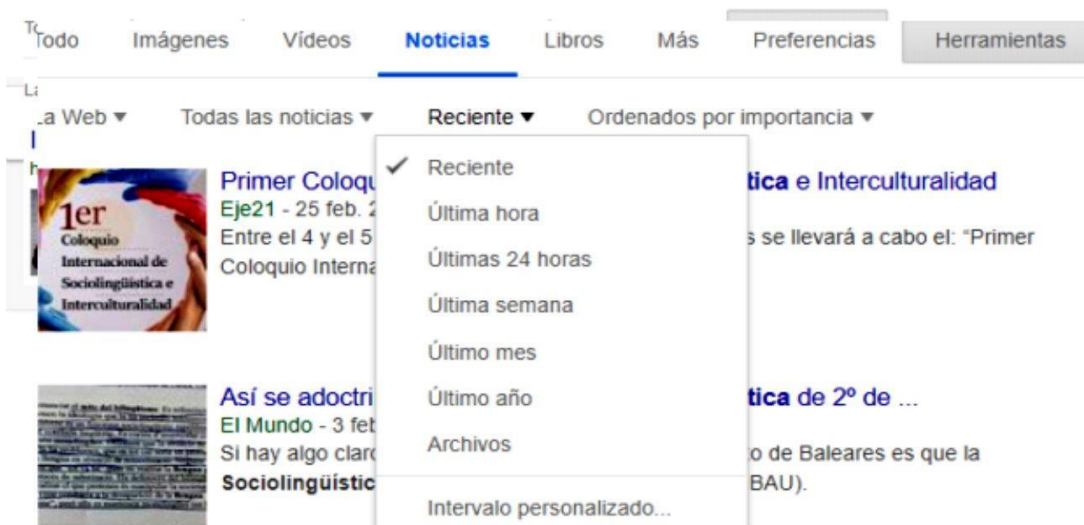 Todo Imágenes Vídeos Noticias Libros Más Preferencias Herramientas
La Web ▾ Todas las noticias ▾ Reciente ▾ Ordenados por importancia ▾
Reciente
Última hora
Últimas 24 horas
Última semana
Último mes
Último año
Archivos
Intervalo personalizado...
1er
Coloquio
Internacional de
Sociolingüística e
Interculturalidad
Primer Coloqu tica e Interculturalidad
Eje21 - 25 feb. 2
Entre el 4 y el 5 s se llevará a cabo el: “Primer
Coloquio Interna
Así se adoctri tica de 2º de ...
El Mundo - 3 feb
Si hay algo claro o de Baleares es que la
Sociolingüístic BAU).